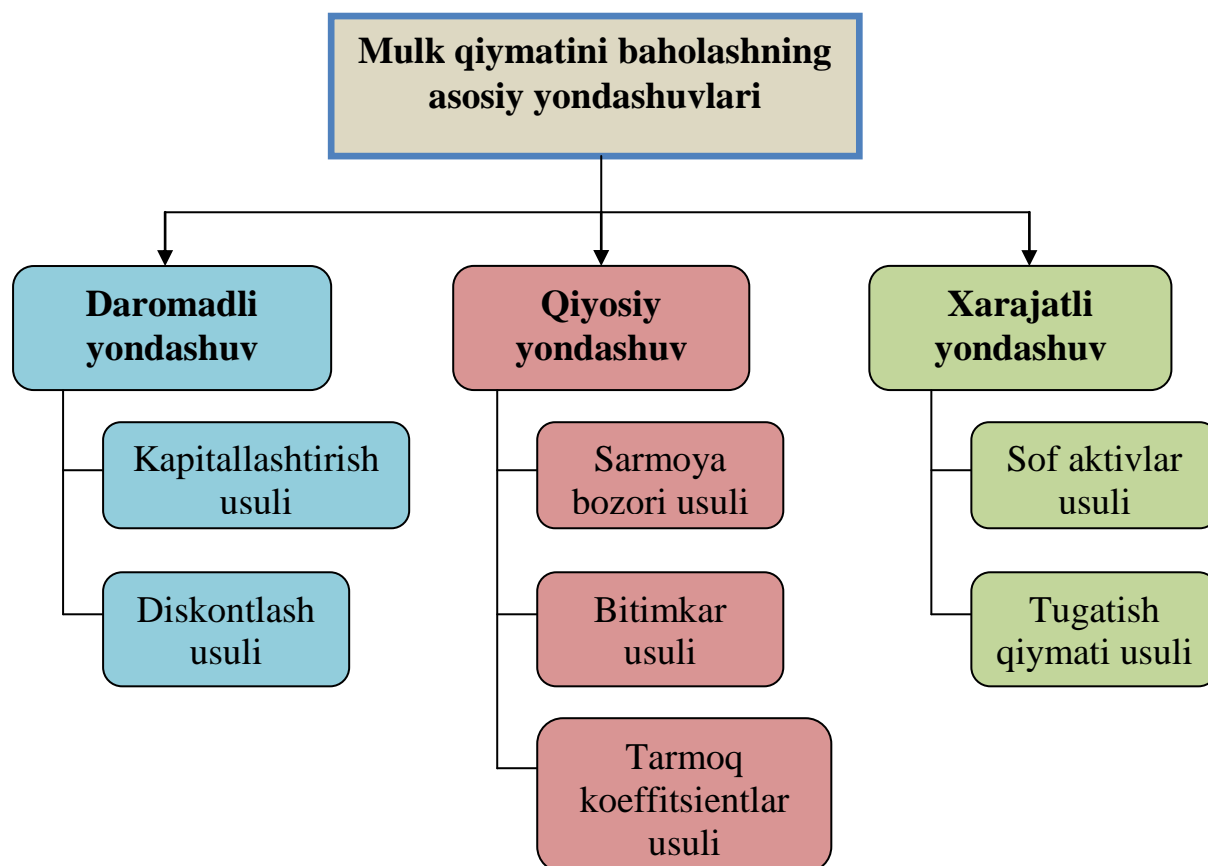 Mulk qiymatini baholashning
asosiy yondashuvlari
Daromadli
yondashuv
Kapitallashtirish
usuli
Diskontlash
usuli
Qiyosiy
yondashuv
Sarmoya
bozori usuli
Bitimkar
usuli
Tarmoq
koeffitsientlar
usuli
Xarajatli
yondashuv
Sof aktivlar
usuli
Tugatish
qiymati usuli